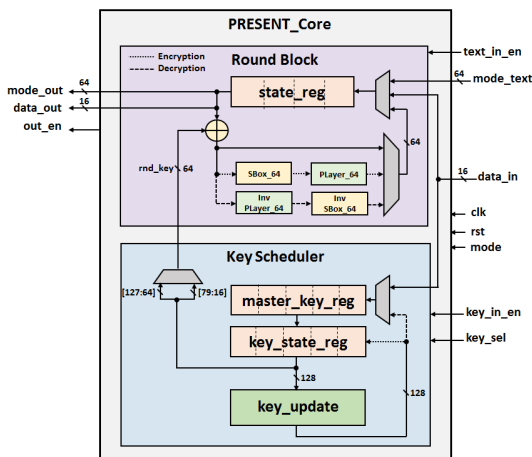 PRESENT_Core
Round Block
Encryption
Decryption
text_in_en
64
mode_out
64
mode_text
state_reg
16
data_out
out_en
64
rnd_key
64
SBox_64
PLayer_64
16
data_in
Inv
PLayer_64
Inv
SBox_64
clk
rst
mode
Key Scheduler
[127:64]
[79:16]
master_key_reg
key_in_en
key_state_reg
key_sel
128
128
key_update